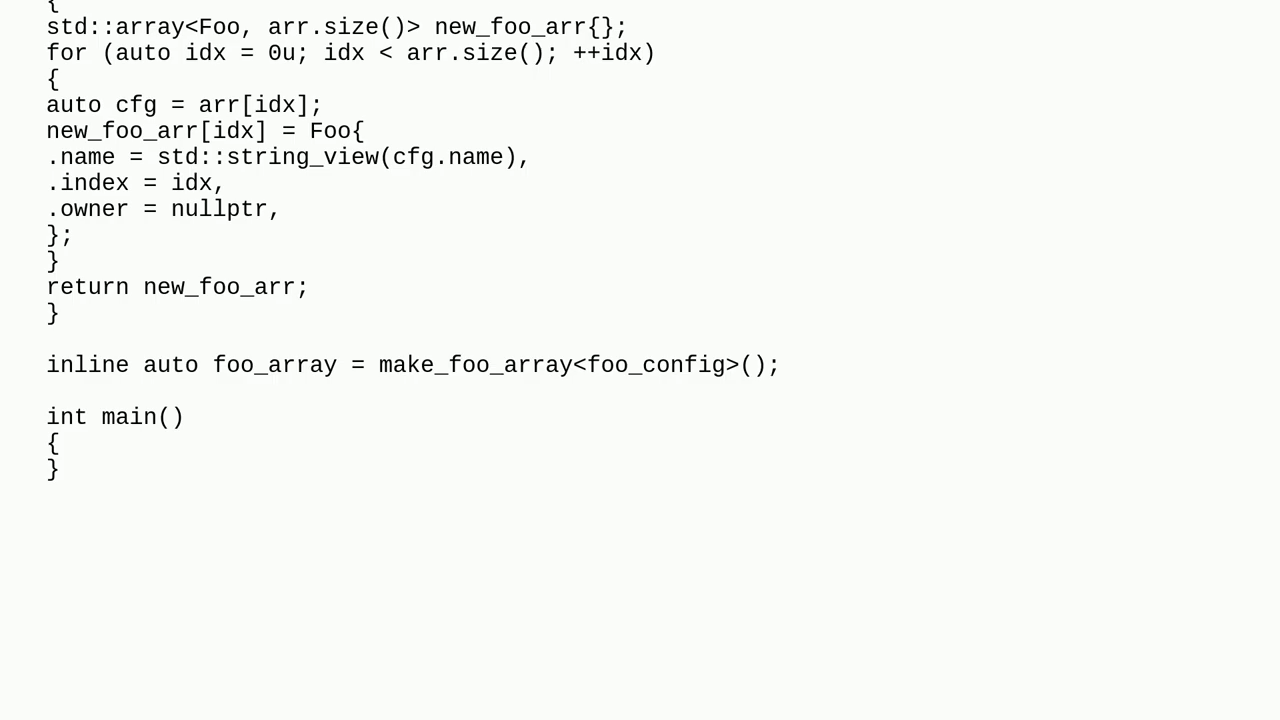 {
std::array<Foo, arr.size()> new_foo_arr{};
for (auto idx = 0u; idx < arr.size(); ++idx)
{
auto cfg = arr[idx];
new_foo_arr[idx] = Foo{
.name = std::string_view(cfg.name),
.index = idx,
.owner = nullptr,
};
}
return new_foo_arr;
}

inline auto foo_array = make_foo_array<foo_config>();

int main()
{
}